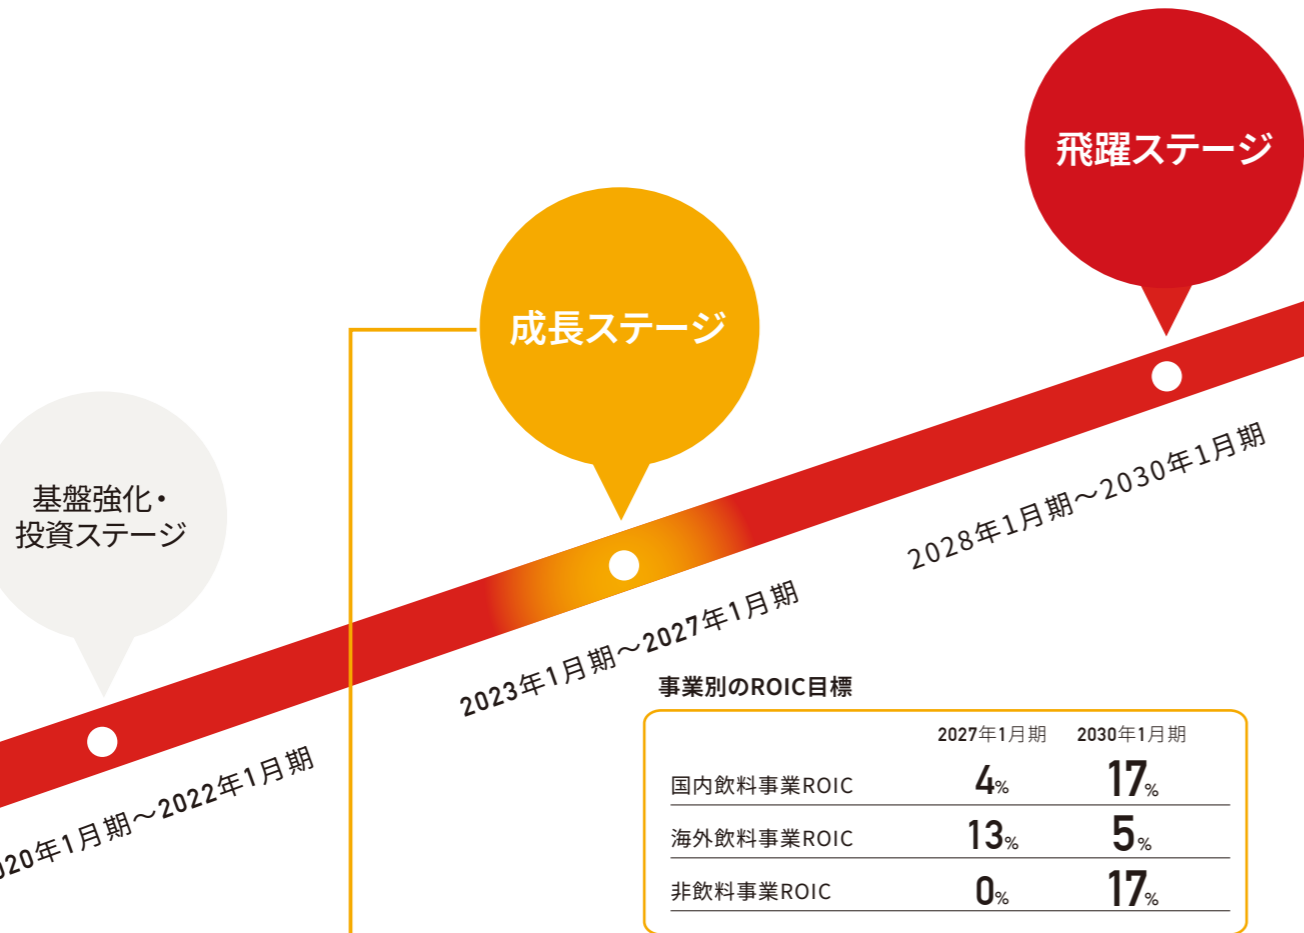 飛躍ステージ
成長ステージ
基盤強化・
投資ステージ
2028年1月期〜2030年1月期
2023年1月期〜2027年1月期
020年1月期〜2022年1月期
事業別のROIC目標
2027年1月期 2030年1月期
国内飲料事業ROIC 4% 17%
海外飲料事業ROIC 13% 5%
非飲料事業ROIC 0% 17%